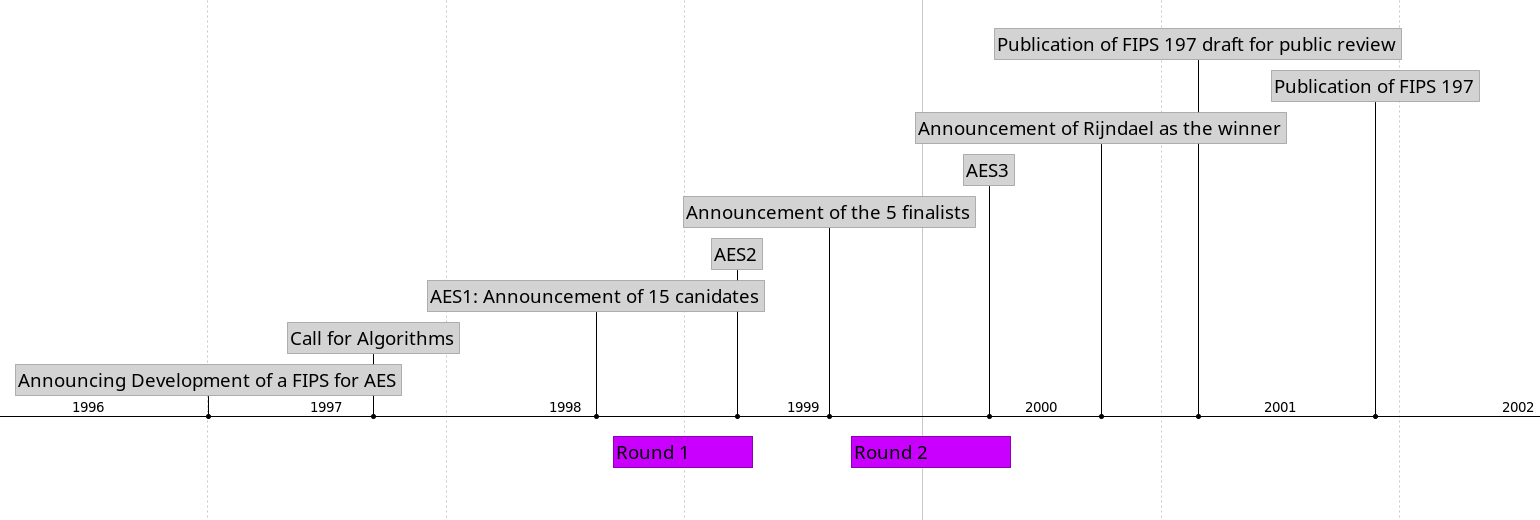 Publication of FIPS 197 draft for public review
Publication of FIPS 197
Announcement of Rijndael as the winner
AES3
Announcement of the 5 finalists
AES2
AES1: Announcement of 15 canidates
Call for Algorithms
Announcing Development of a FIPS for AES
1996 1997 1998 1999 2000 2001 2002
Round 1 Round 2